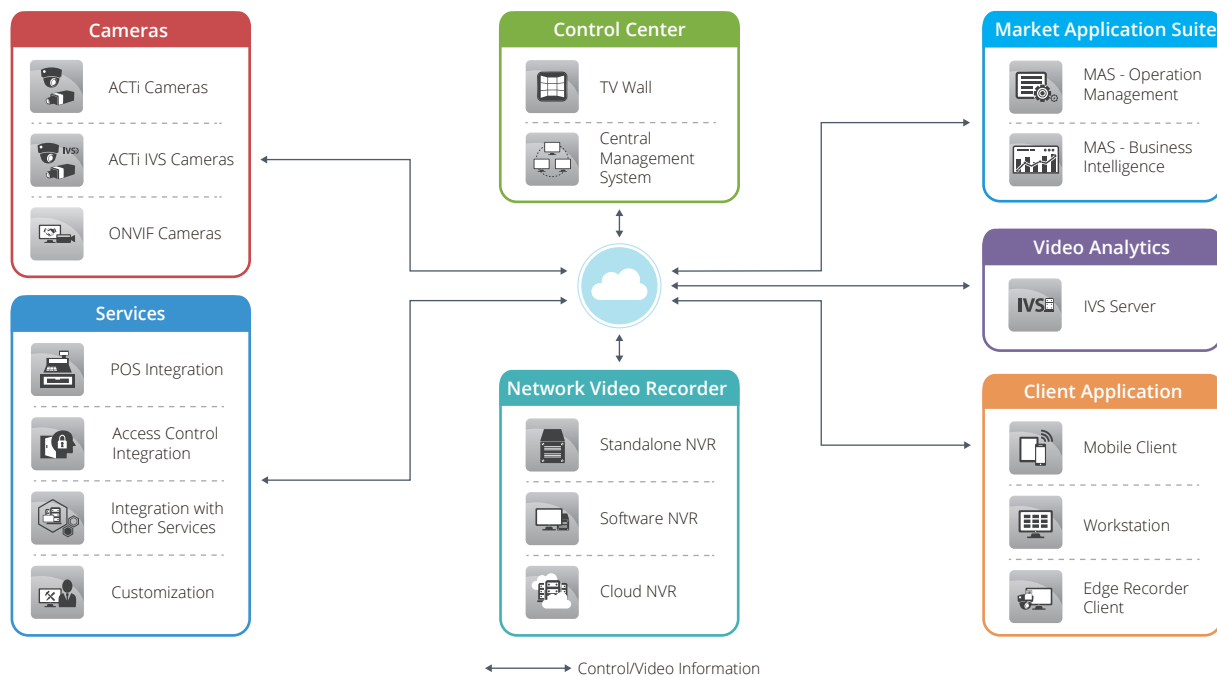 Cameras
ACTi Cameras
IVS
ACTi IVS Cameras
ONVIF Cameras
Services
POS Integration
Access Control
Integration
Integration with
Other Services
Customization
Control Center
TV Wall
Central
Management
System
Network Video Recorder
Standalone NVR
Software NVR
Cloud NVR
Market Application Suite
MAS - Operation
Management
MAS - Business
Intelligence
Video Analytics
IVS
IVS Server
Client Application
Mobile Client
Workstation
Edge Recorder
Client
Control/Video Information